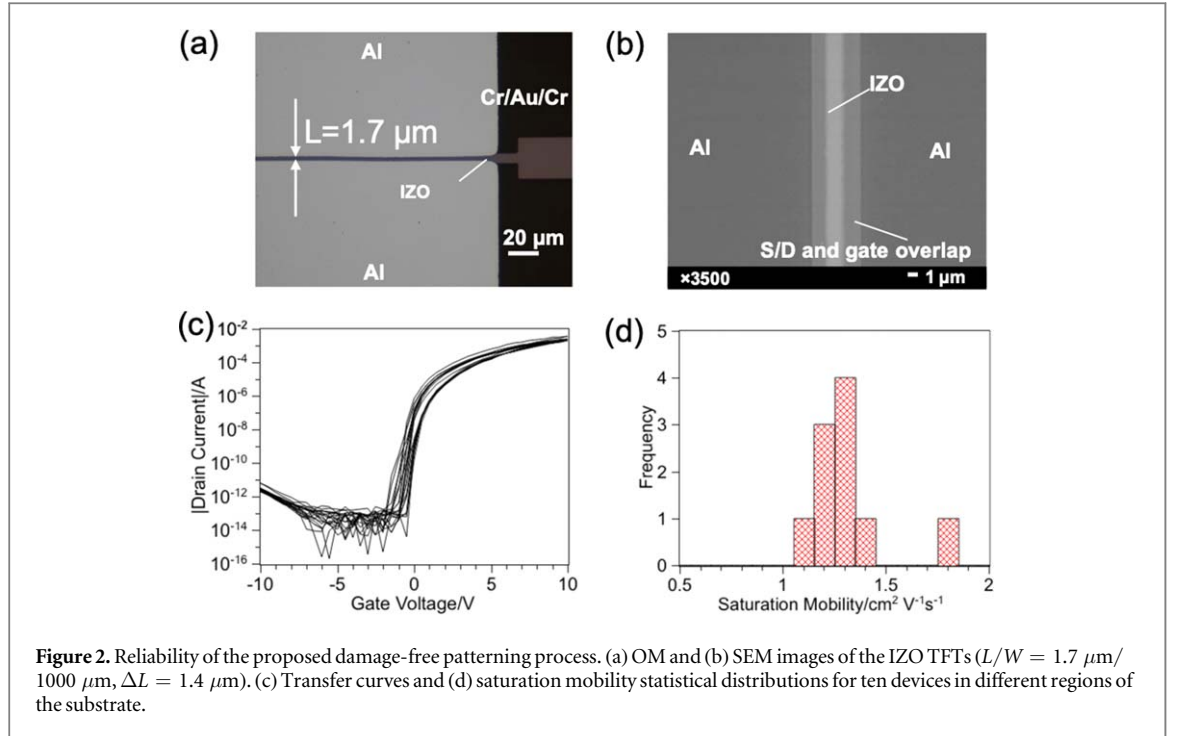 (a)
Al
Cr/Au/Cr
L=1.7 μm
IZO
20 μm
Al
(b)
IZO
Al
Al
S/D and gate overlap
×3500
1 μm
(c)
|Drain Current|/A
10⁻²
10⁻⁴
10⁻⁶
10⁻⁸
10⁻¹⁰
10⁻¹²
10⁻¹⁴
10⁻¹⁶
-10
-5
0
5
10
Gate Voltage/V
(d)
Frequency
5
4
3
2
1
0
0.5
1
1.5
2
Saturation Mobility/cm² V⁻¹s⁻¹
Figure 2. Reliability of the proposed damage-free patterning process. (a) OM and (b) SEM images of the IZO TFTs (L/W = 1.7 μm/
1000 μm, ΔL = 1.4 μm). (c) Transfer curves and (d) saturation mobility statistical distributions for ten devices in different regions of
the substrate.